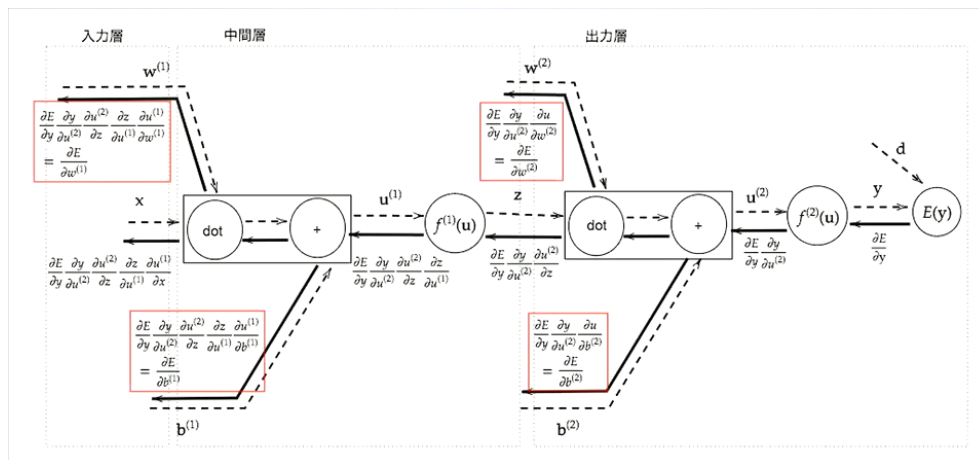 入力層 中間層 出力層
w⁽¹⁾ w⁽²⁾
∂E/∂y ∂y/∂u⁽²⁾ ∂u⁽²⁾/∂z ∂z/∂u⁽¹⁾ ∂u⁽¹⁾/∂w⁽¹⁾
= ∂E/∂w⁽¹⁾
∂E/∂y ∂y/∂u⁽²⁾ ∂u/∂w⁽²⁾
= ∂E/∂w⁽²⁾
d
x u⁽¹⁾ z u⁽²⁾ y
dot + f⁽¹⁾(u) dot + f⁽²⁾(u) E(y)
∂E/∂y ∂y/∂u⁽²⁾ ∂u⁽²⁾/∂z ∂z/∂u⁽¹⁾ ∂u⁽¹⁾/∂x
∂E/∂y ∂y/∂u⁽²⁾ ∂u⁽²⁾/∂z ∂z/∂u⁽¹⁾
∂E/∂y ∂y/∂u⁽²⁾ ∂u⁽²⁾/∂z
∂E/∂y ∂y/∂u⁽²⁾
∂E/∂y
∂E/∂y ∂y/∂u⁽²⁾ ∂u⁽²⁾/∂z ∂z/∂u⁽¹⁾ ∂u⁽¹⁾/∂b⁽¹⁾
= ∂E/∂b⁽¹⁾
∂E/∂y ∂y/∂u⁽²⁾ ∂u/∂b⁽²⁾
= ∂E/∂b⁽²⁾
b⁽¹⁾ b⁽²⁾